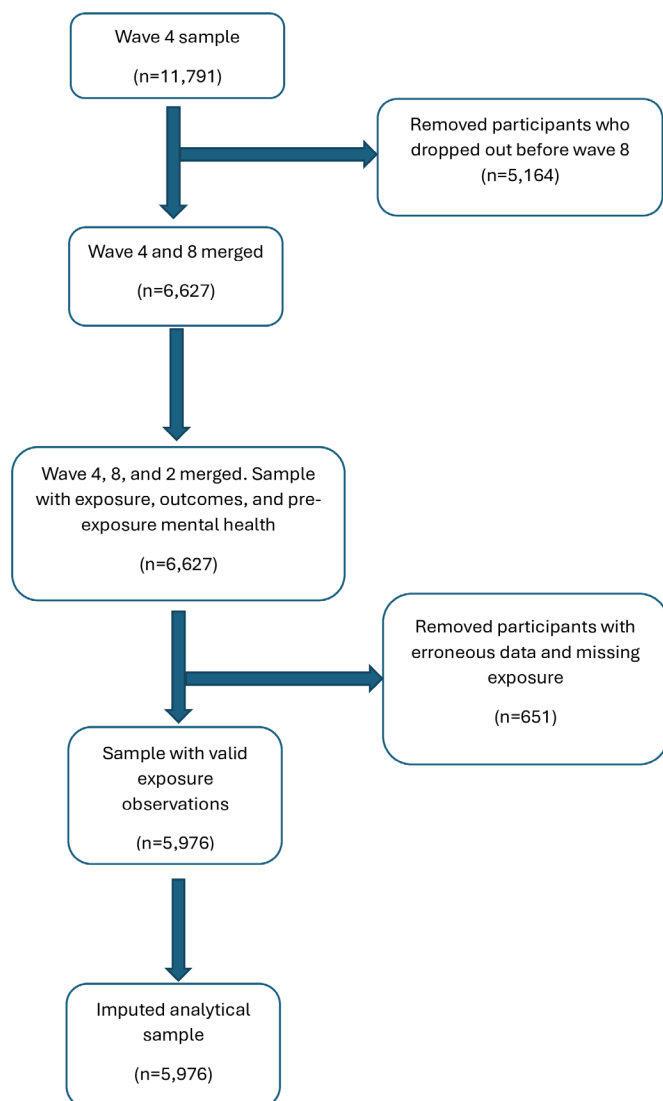 Wave 4 sample
(n=11,791)
Removed participants who
dropped out before wave 8
(n=5,164)
Wave 4 and 8 merged
(n=6,627)
Wave 4, 8, and 2 merged. Sample
with exposure, outcomes, and pre-
exposure mental health
(n=6,627)
Removed participants with
erroneous data and missing
exposure
(n=651)
Sample with valid
exposure
observations
(n=5,976)
Imputed analytical
sample
(n=5,976)